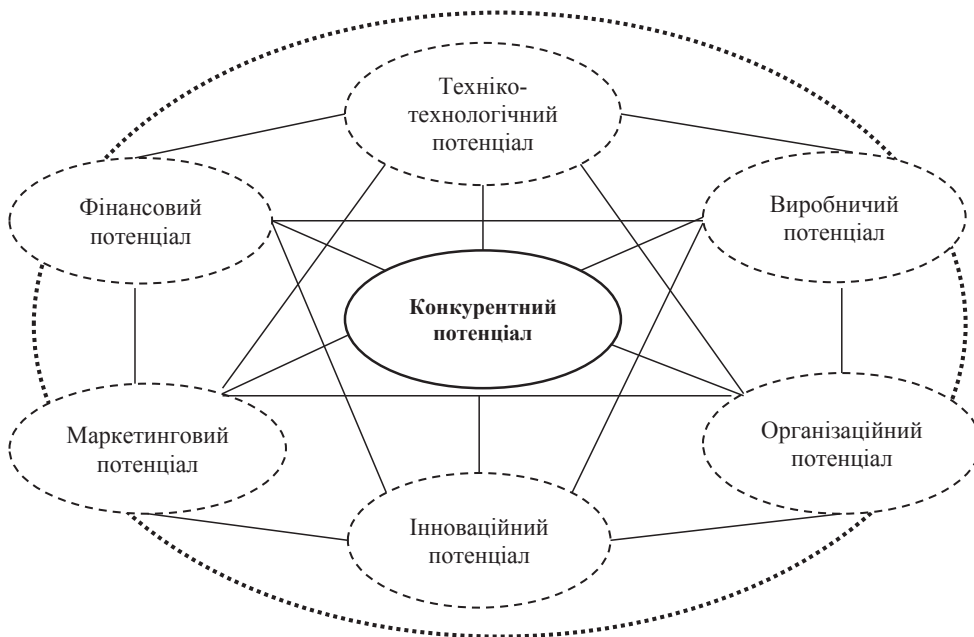 Техніко-
технологічний
потенціал
Фінансовий
потенціал
Виробничий
потенціал
Конкурентний
потенціал
Маркетинговий
потенціал
Організаційний
потенціал
Інноваційний
потенціал